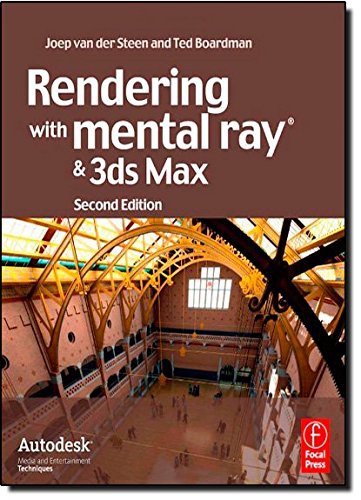 Joep van der Steen and Ted Boardman
Rendering
with mental ray®
& 3ds Max
Second Edition
Autodesk®
Media and Entertainment
Techniques
Focal
Press